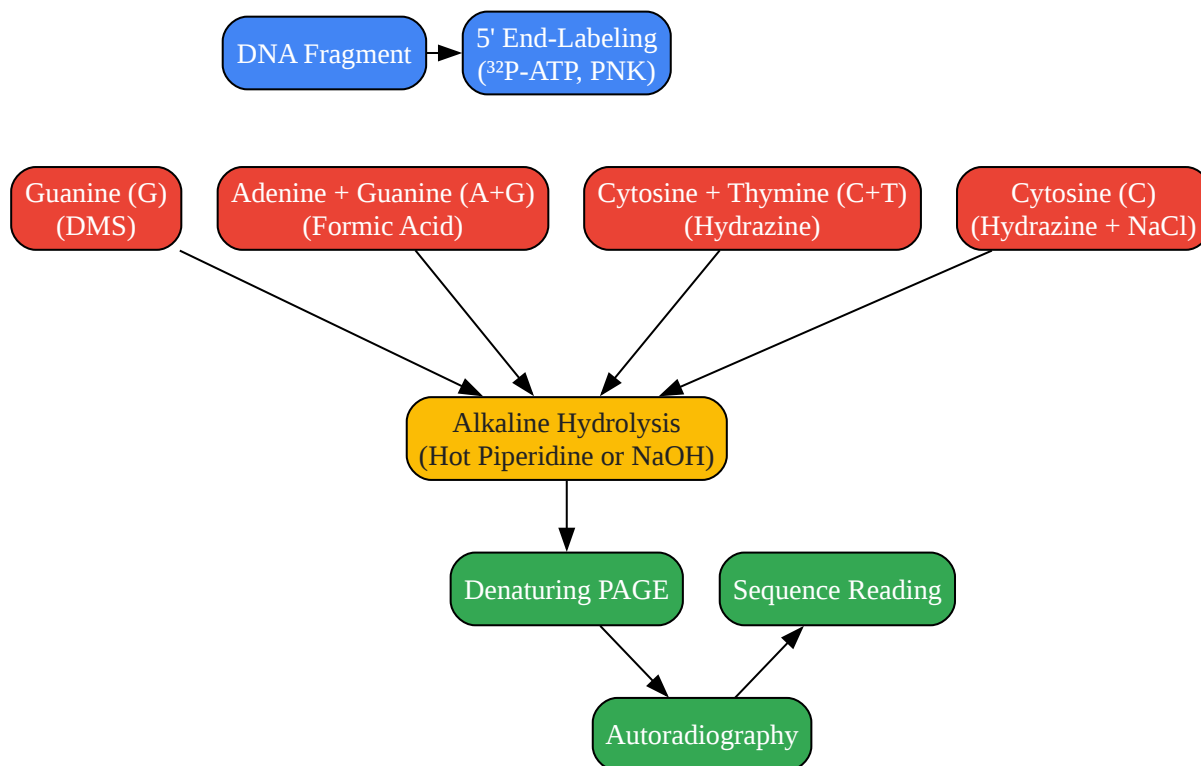 DNA Fragment
5' End-Labeling
(³²P-ATP, PNK)
Guanine (G)
(DMS)
Adenine + Guanine (A+G)
(Formic Acid)
Cytosine + Thymine (C+T)
(Hydrazine)
Cytosine (C)
(Hydrazine + NaCl)
Alkaline Hydrolysis
(Hot Piperidine or NaOH)
Denaturing PAGE
Sequence Reading
Autoradiography